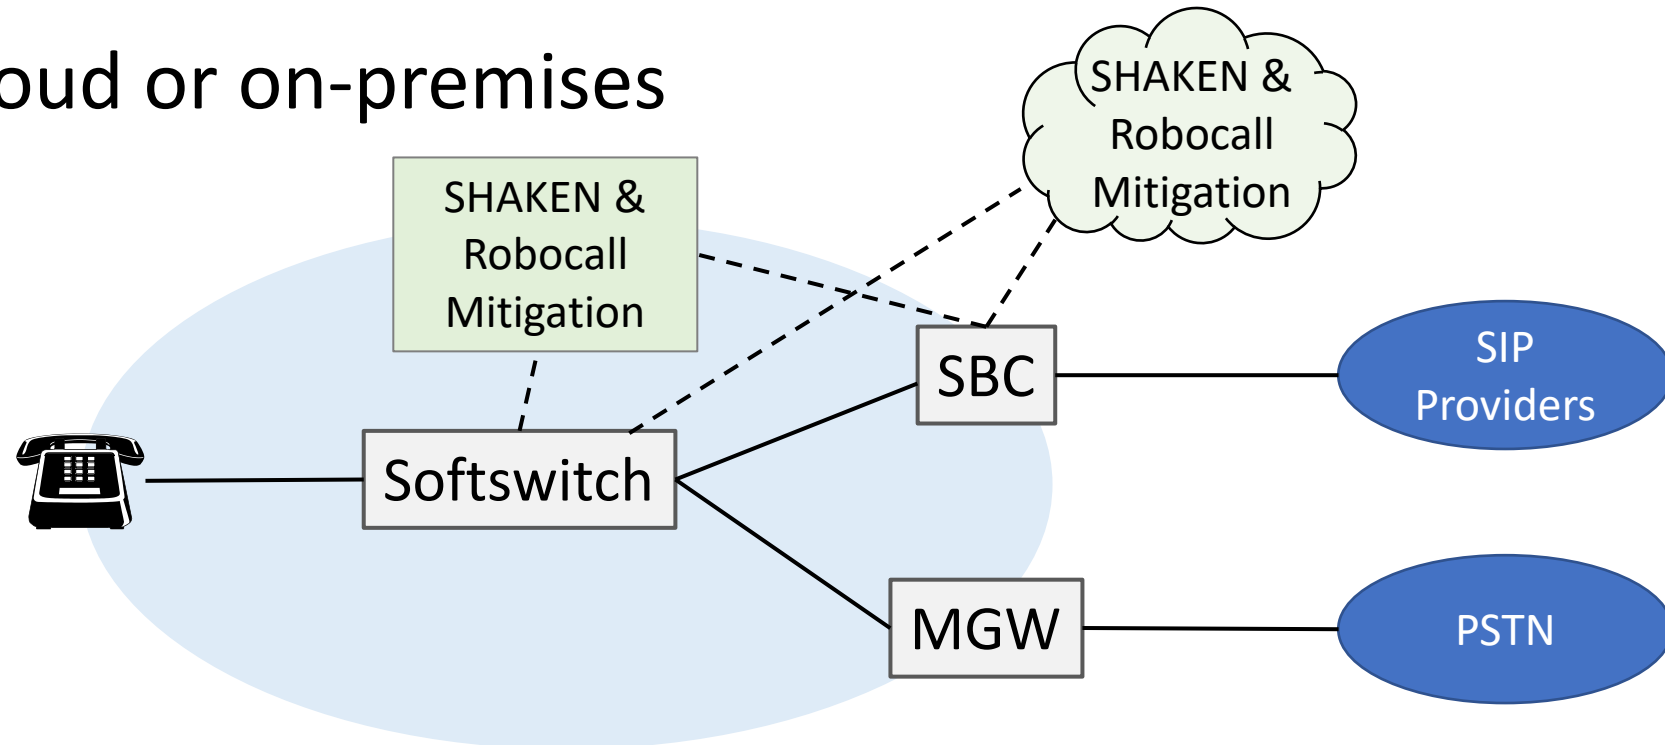 oud or on-premises
SHAKEN &
Robocall
Mitigation
SHAKEN &
Robocall
Mitigation
SBC
SIP
Providers
Softswitch
MGW
PSTN